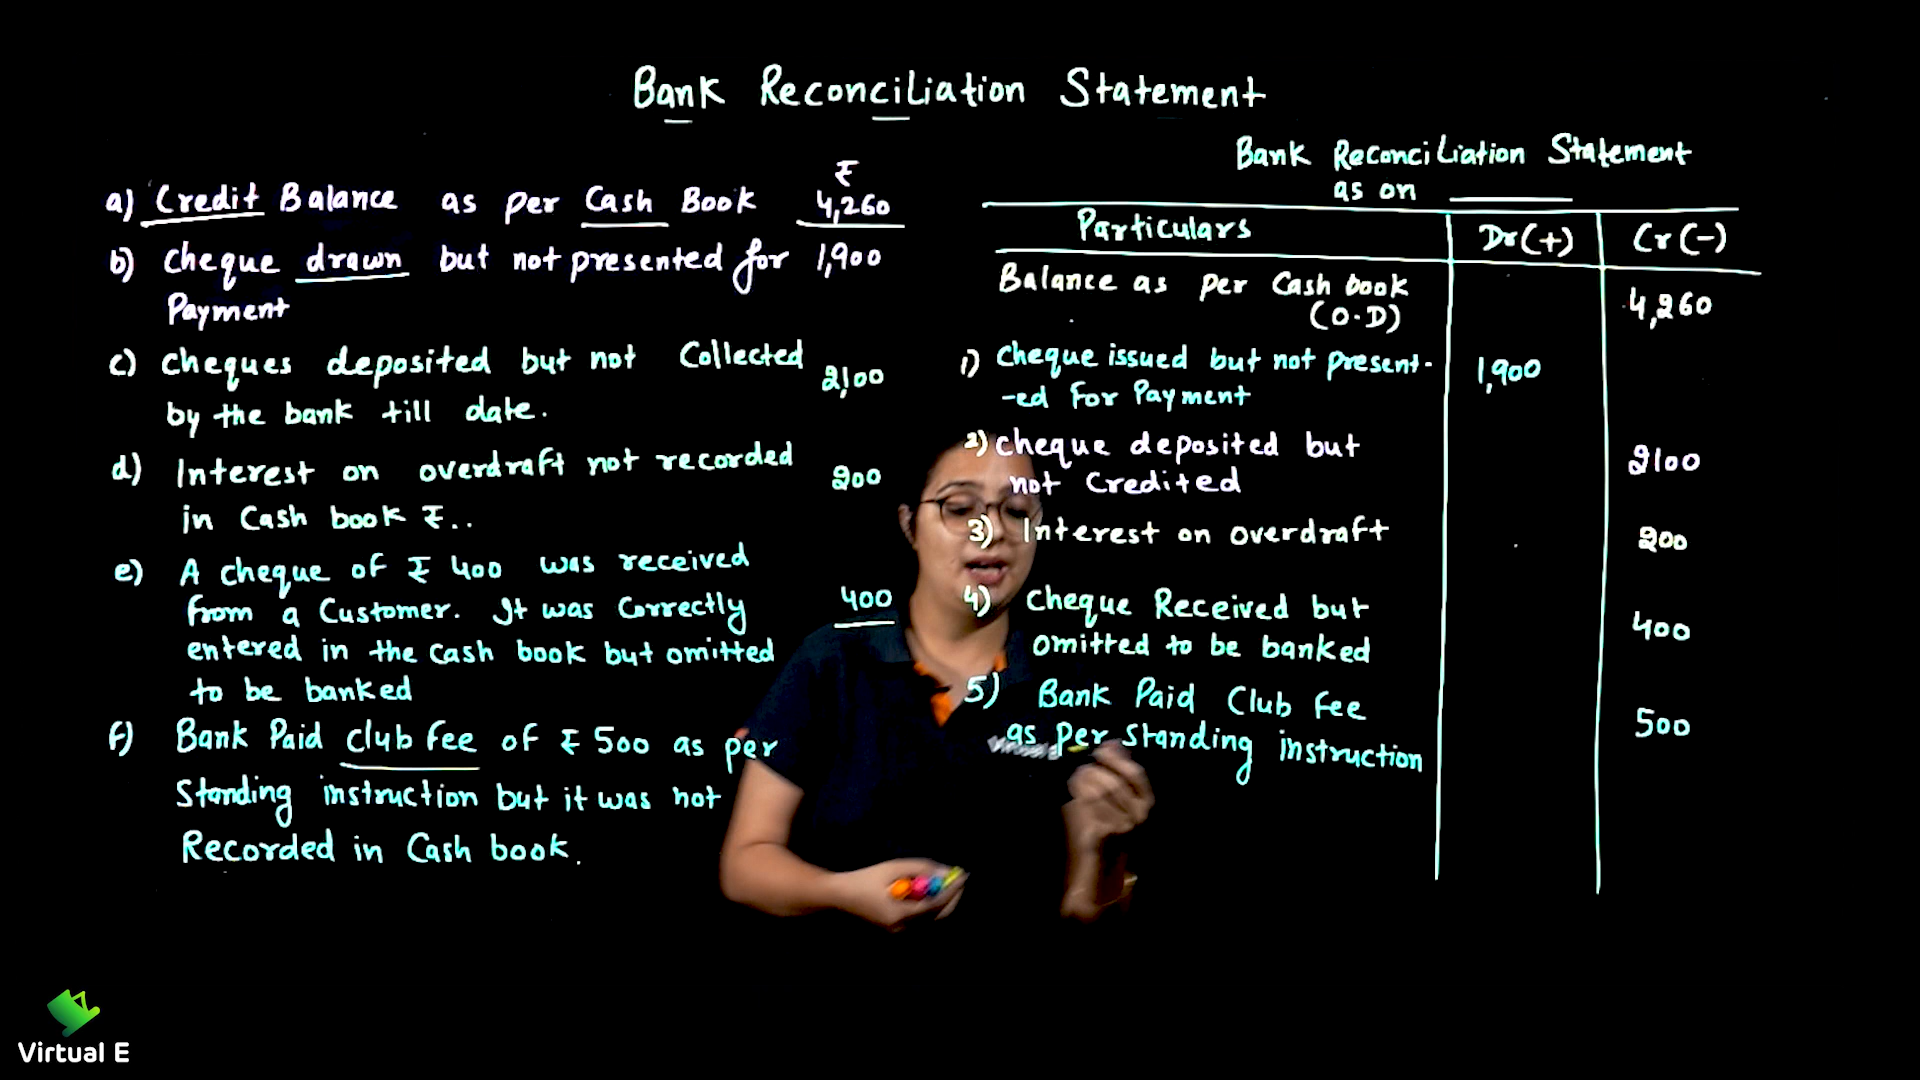 Bank Reconciliation Statement
₹
a) Credit Balance as per Cash Book 4,260
b) cheque drawn but not presented for 1,900
Payment
c) cheques deposited but not Collected
2,100
by the bank till date.
d) Interest on overdraft not recorded
200
in Cash book ₹..
e) A cheque of ₹ 400 was received
from a Customer. It was Correctly 400
entered in the cash book but omitted
to be banked
f) Bank Paid club fee of ₹ 500 as per
Standing instruction but it was not
Recorded in Cash book.
Bank Reconciliation Statement
as on
Particulars Dr(+) Cr(-)
Balance as per Cash book
(O.D) 4,260
1) Cheque issued but not present- 1,900
-ed For Payment
2) Cheque deposited but
not Credited 2100
3) Interest on overdraft 200
4) Cheque Received but
omitted to be banked 400
5) Bank Paid Club fee
as per standing instruction 500
Virtual E